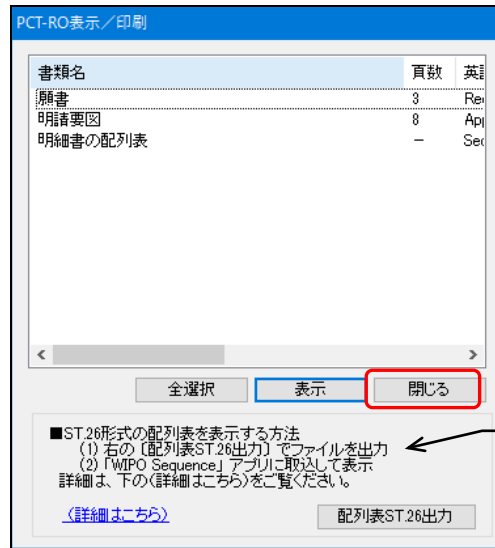 PCT-RO表示／印刷
書類名 頁数 英
願書 3 Re
明請要図 8 Ap
明細書の配列表 － Se
全選択 表示 閉じる
■ST.26形式の配列表を表示する方法
(1) 右の〔配列表ST.26出力〕でファイルを出力
(2) 「WIPO Sequence」アプリに取込して表示
詳細は、下の(詳細はこちら)をご覧ください。
(詳細はこちら) 配列表ST.26出力